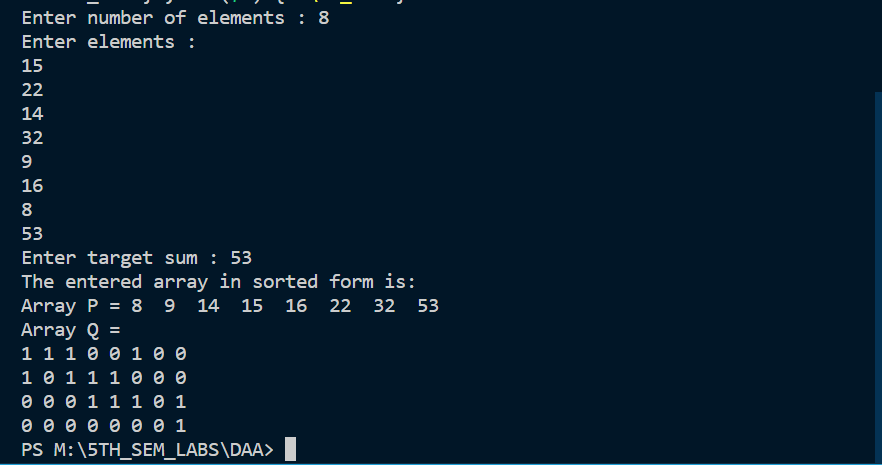 Enter number of elements : 8
Enter elements :
15
22
14
32
9
16
8
53
Enter target sum : 53
The entered array in sorted form is:
Array P = 8  9  14  15  16  22  32  53
Array Q =
1 1 1 0 0 1 0 0
1 0 1 1 1 0 0 0
0 0 0 1 1 1 0 1
0 0 0 0 0 0 0 1
PS M:\5TH_SEM_LABS\DAA>